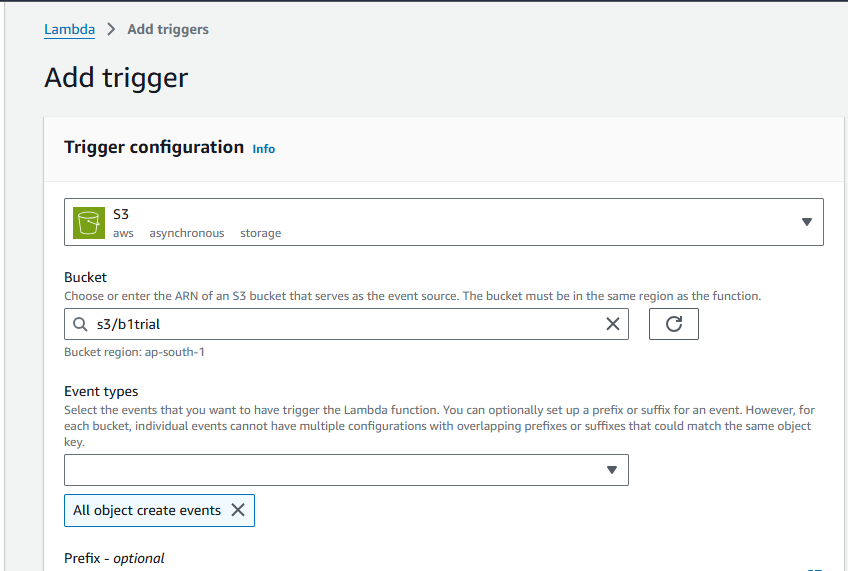 Lambda > Add triggers
Add trigger
Trigger configuration Info
S3
aws asynchronous storage
Bucket
Choose or enter the ARN of an S3 bucket that serves as the event source. The bucket must be in the same region as the function.
s3/b1trial
Bucket region: ap-south-1
Event types
Select the events that you want to have trigger the Lambda function. You can optionally set up a prefix or suffix for an event. However, for
each bucket, individual events cannot have multiple configurations with overlapping prefixes or suffixes that could match the same object
key.
All object create events
Prefix - optional